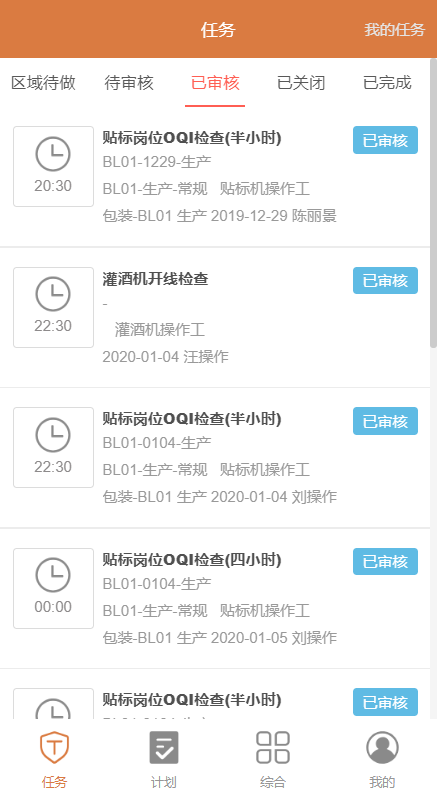 任务
我的任务
区域待做 待审核 已审核 已关闭 已完成
贴标岗位OQI检查(半小时) 已审核
BL01-1229-生产
20:30
BL01-生产-常规 贴标机操作工
包装-BL01 生产 2019-12-29 陈丽景
灌酒机开线检查 已审核
-
22:30
灌酒机操作工
2020-01-04 汪操作
贴标岗位OQI检查(半小时) 已审核
BL01-0104-生产
22:30
BL01-生产-常规 贴标机操作工
包装-BL01 生产 2020-01-04 刘操作
贴标岗位OQI检查(四小时) 已审核
BL01-0104-生产
00:00
BL01-生产-常规 贴标机操作工
包装-BL01 生产 2020-01-05 刘操作
贴标岗位OQI检查(半小时) 已审核
任务 计划 综合 我的